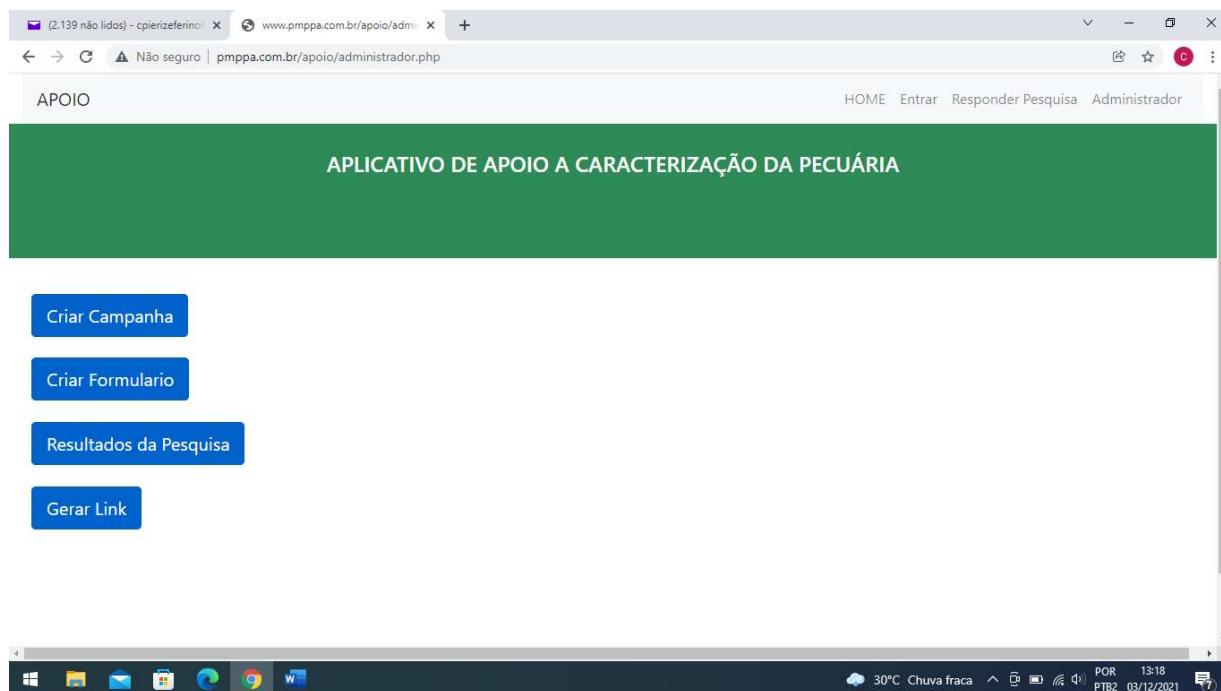 (2.139 não lidos) - cpierizeferino
www.pmppa.com.br/apoio/admi
Não seguro | pmppa.com.br/apoio/administrador.php
C
APOIO
HOME Entrar Responder Pesquisa Administrador
APLICATIVO DE APOIO A CARACTERIZAÇÃO DA PECUÁRIA
Criar Campanha
Criar Formulario
Resultados da Pesquisa
Gerar Link
W
30°C Chuva fraca
POR
PTB2
13:18
03/12/2021
7